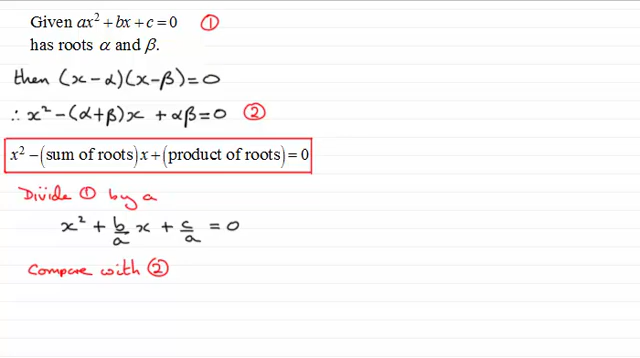 Given ax² + bx + c = 0 ①
has roots α and β.
then (x − α)(x − β) = 0
∴ x² − (α + β)x + αβ = 0 ②
x² − (sum of roots)x + (product of roots) = 0
Divide ① by a
x² + b/a x + c/a = 0
Compare with ②